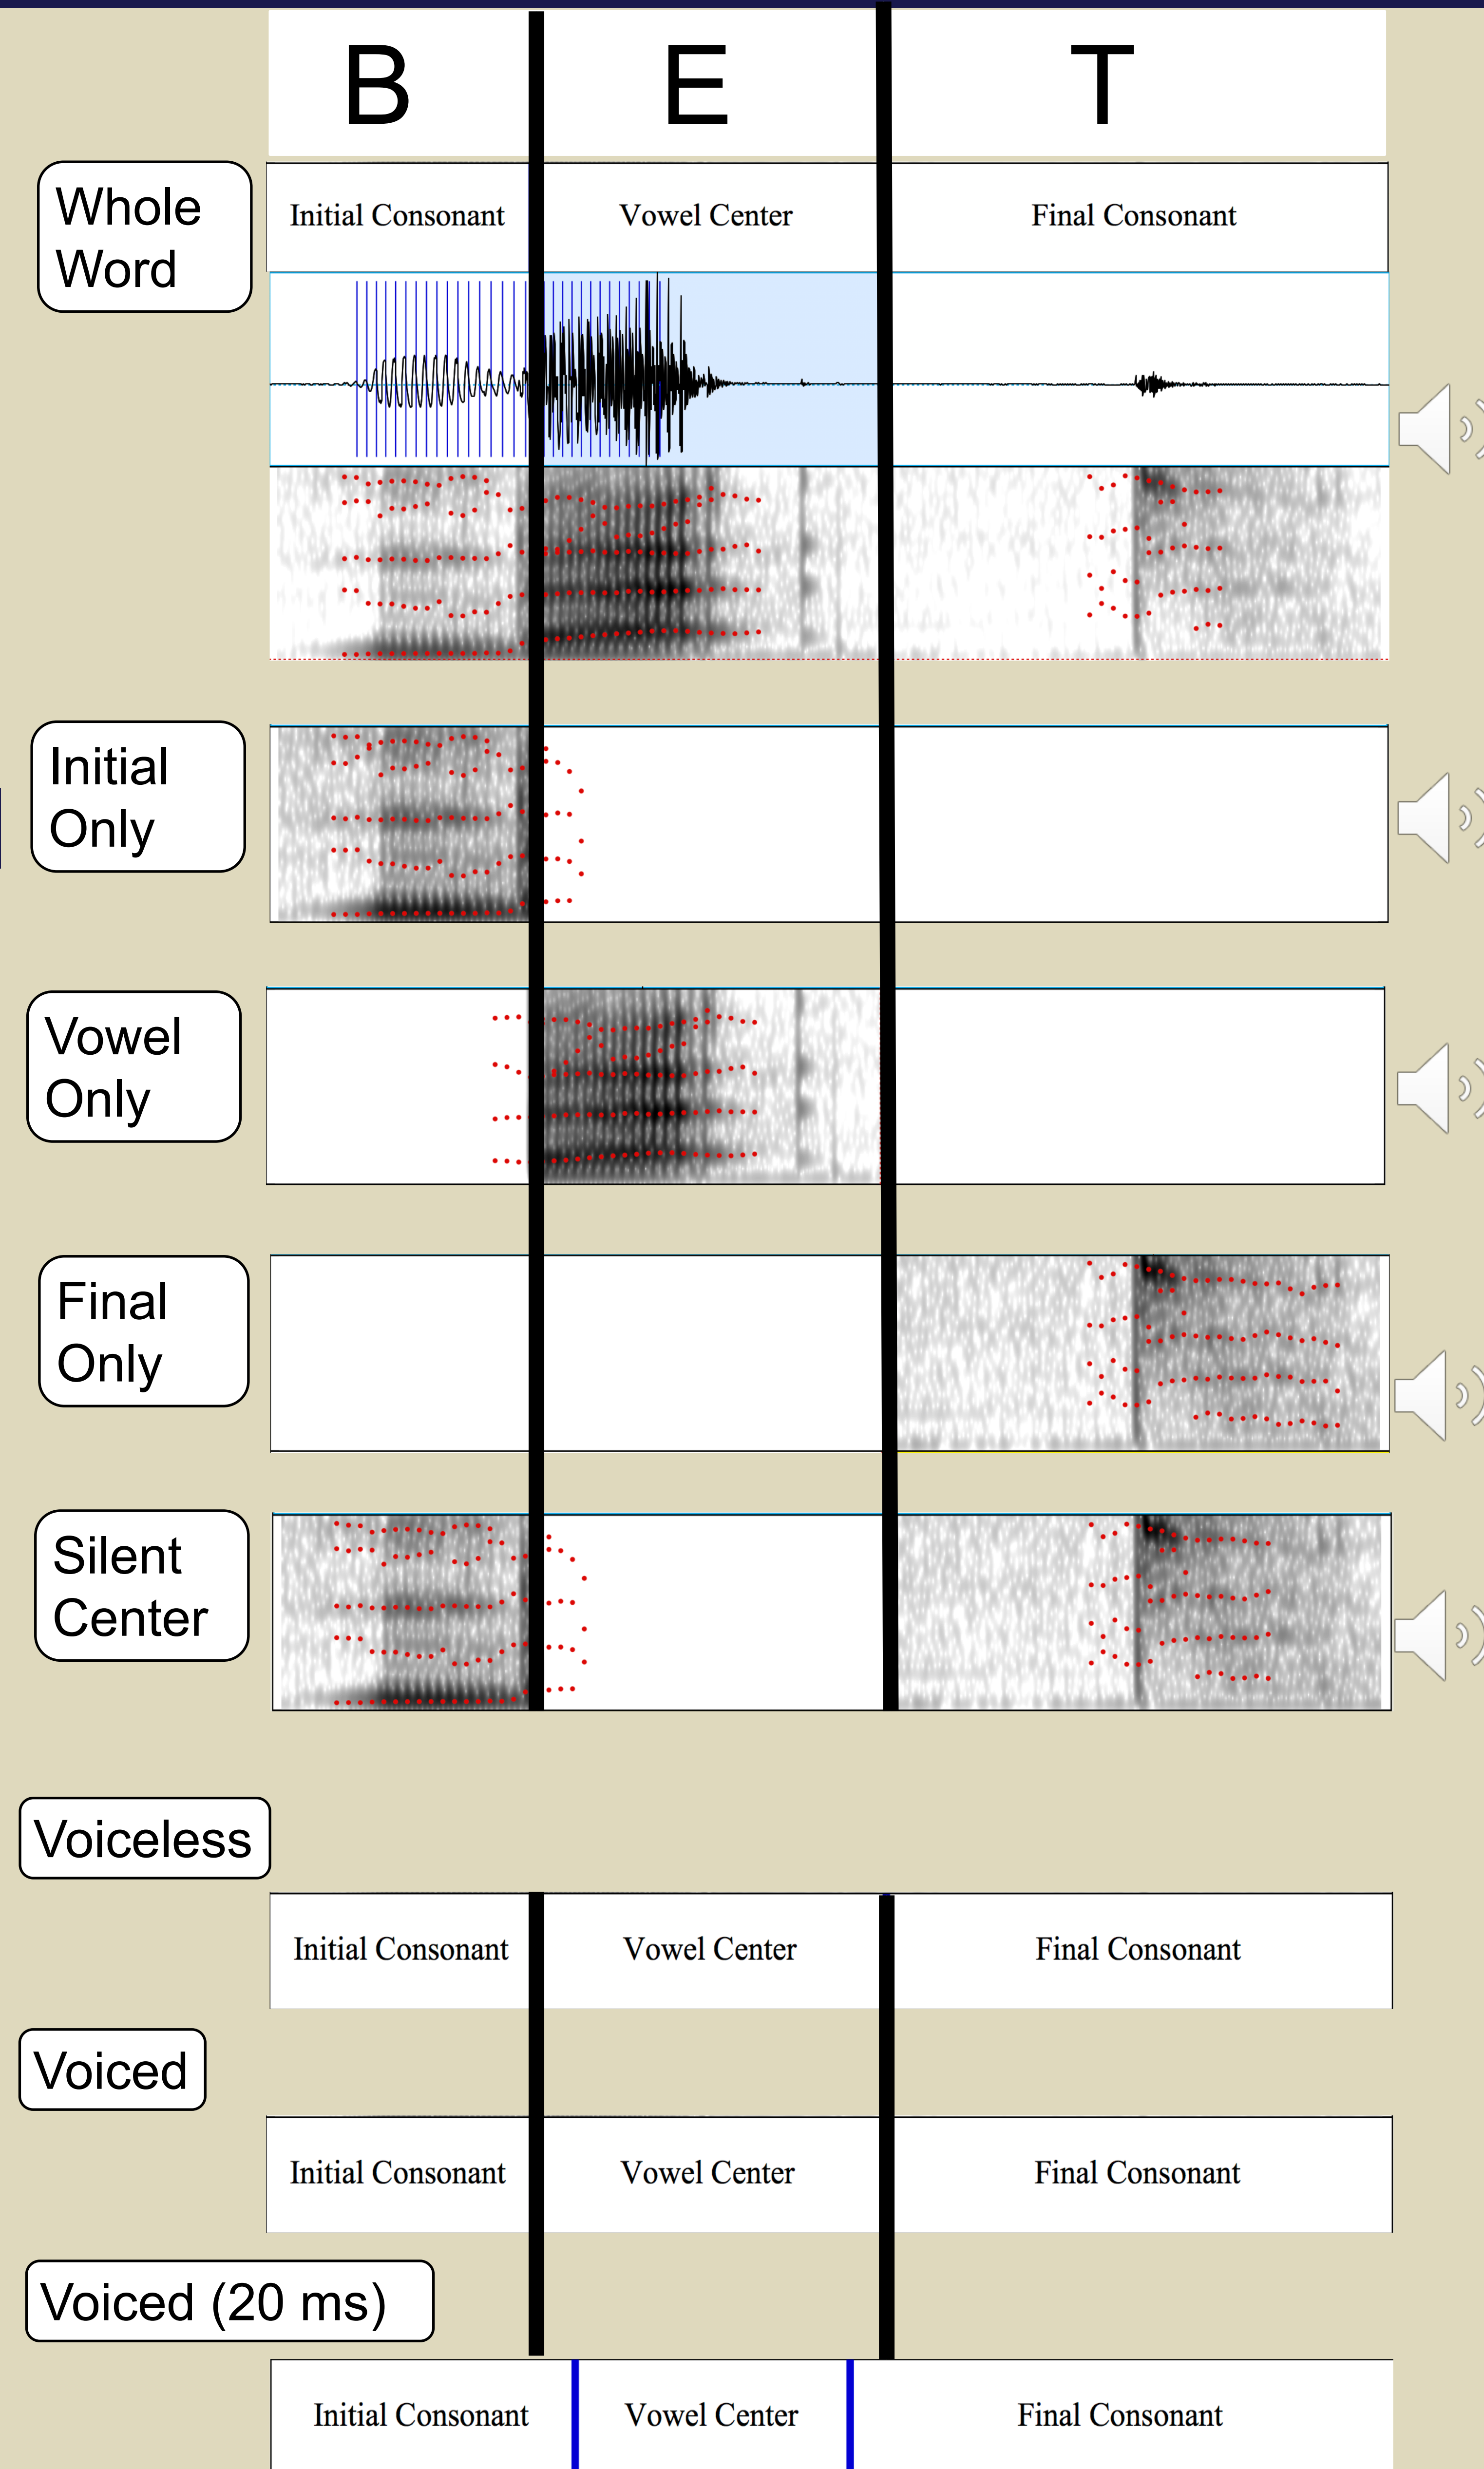 B E T
Whole
Word
Initial Consonant Vowel Center Final Consonant
Initial
Only
Vowel
Only
Final
Only
Silent
Center
Voiceless
Initial Consonant Vowel Center Final Consonant
Voiced
Initial Consonant Vowel Center Final Consonant
Voiced (20 ms)
Initial Consonant Vowel Center Final Consonant